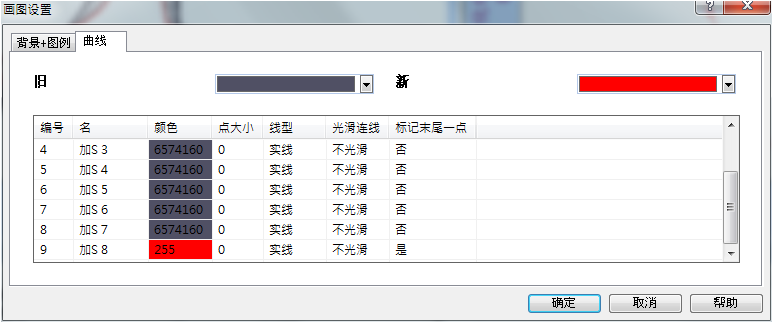 画图设置
?
背景+图例
曲线
旧
编号 名 颜色 点大小 线型 光滑连线 标记末尾一点
4 加S 3 6574160 0 实线 不光滑 否
5 加S 4 6574160 0 实线 不光滑 否
6 加S 5 6574160 0 实线 不光滑 否
7 加S 6 6574160 0 实线 不光滑 否
8 加S 7 6574160 0 实线 不光滑 否
9 加S 8 255 0 实线 不光滑 是
确定 取消 帮助